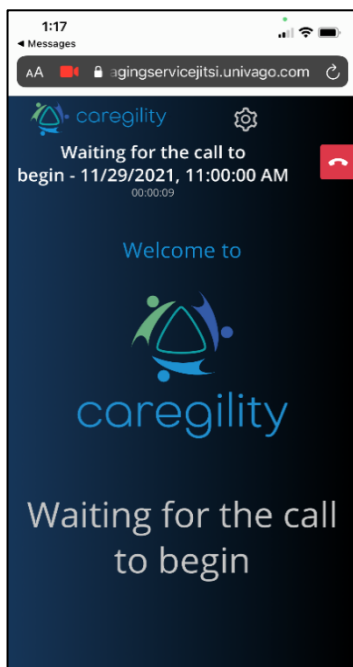 1:17
◀ Messages
AA agingservicejitsi.univago.com
caregility
Waiting for the call to
begin - 11/29/2021, 11:00:00 AM
00:00:09
Welcome to
caregility
Waiting for the call
to begin